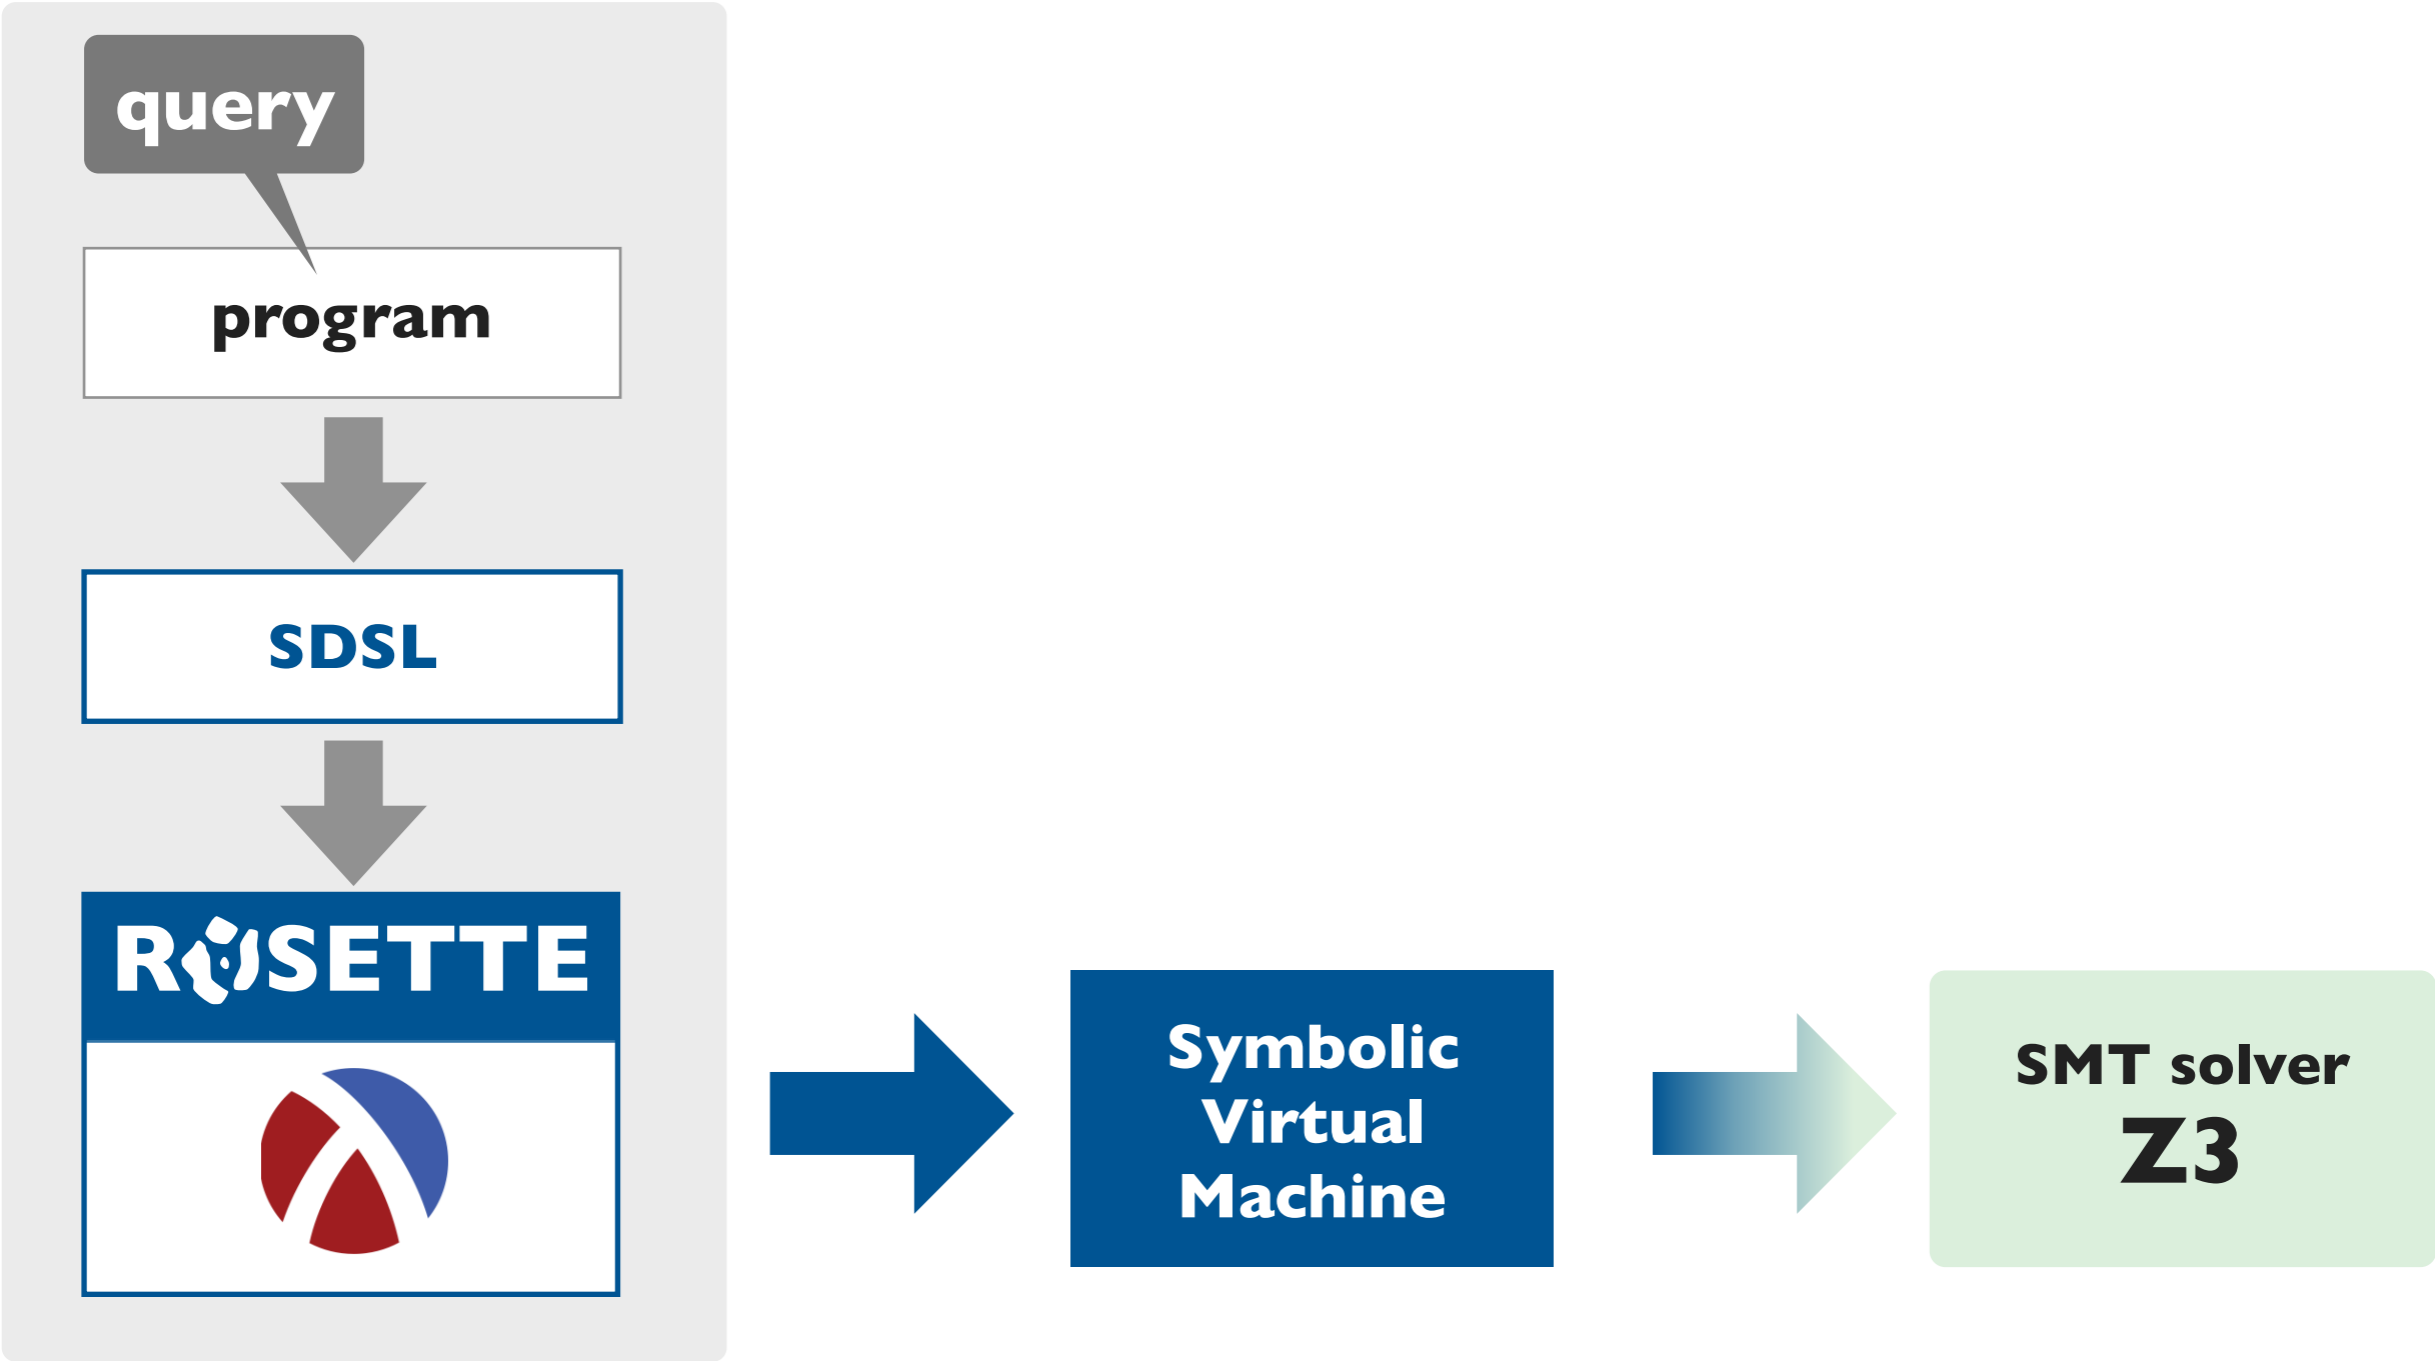 query
program
SDSL
ROSETTE
Symbolic
Virtual
Machine
SMT solver
Z3